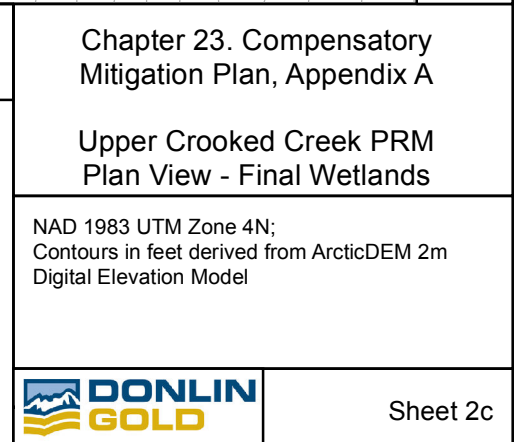 Chapter 23. Compensatory
Mitigation Plan, Appendix A
Upper Crooked Creek PRM
Plan View - Final Wetlands
NAD 1983 UTM Zone 4N;
Contours in feet derived from ArcticDEM 2m
Digital Elevation Model
DONLIN
GOLD
Sheet 2c